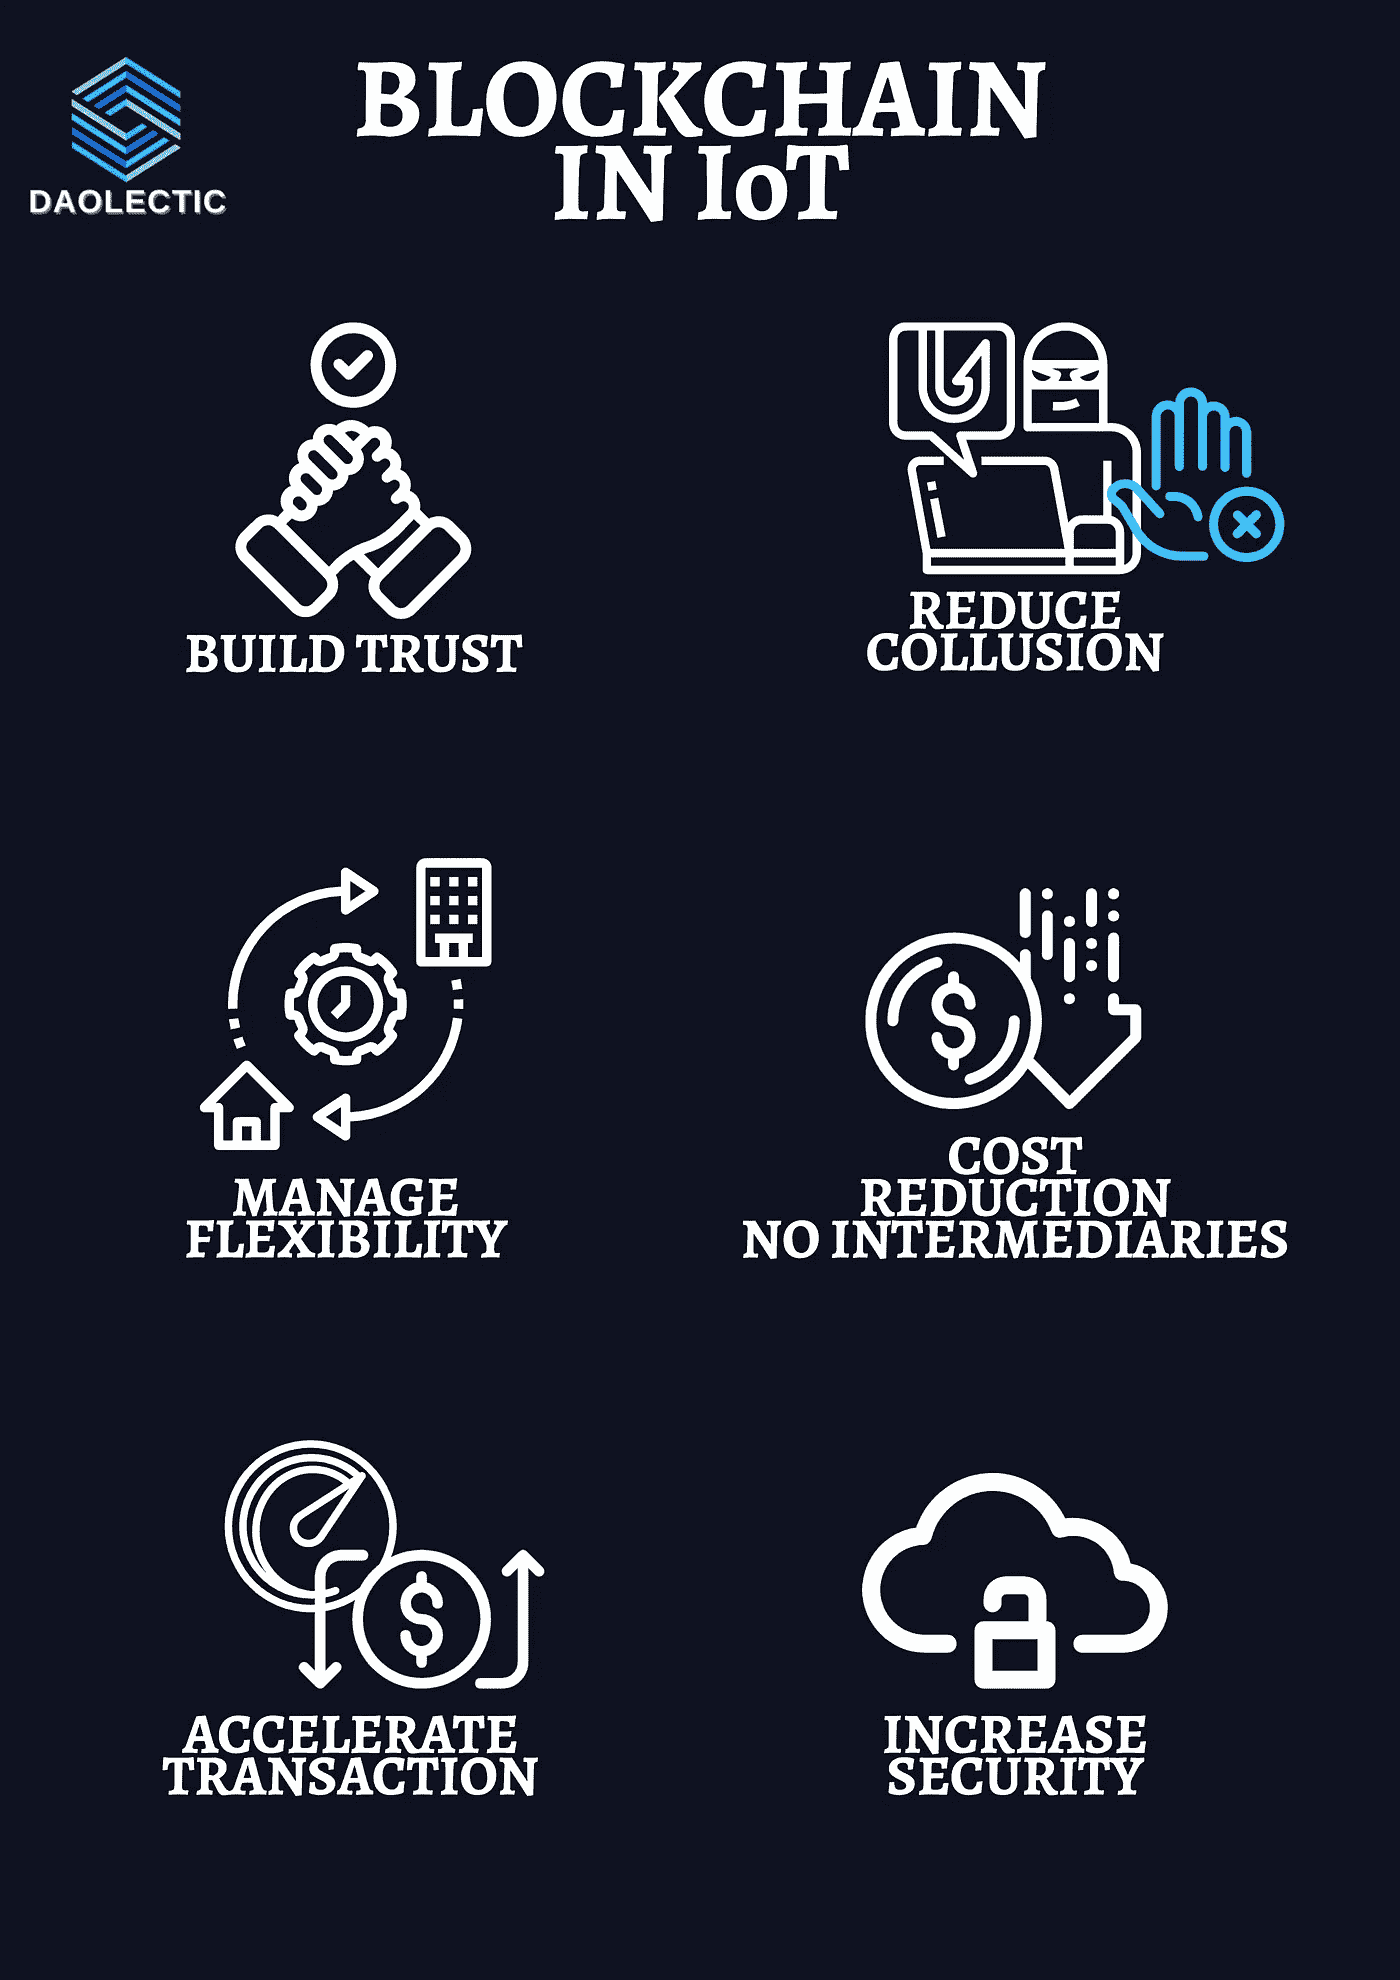 BLOCKCHAIN
IN IoT
DAOLECTIC
BUILD TRUST
REDUCE
COLLUSION
MANAGE
FLEXIBILITY
COST
REDUCTION
NO INTERMEDIARIES
ACCELERATE
TRANSACTION
INCREASE
SECURITY